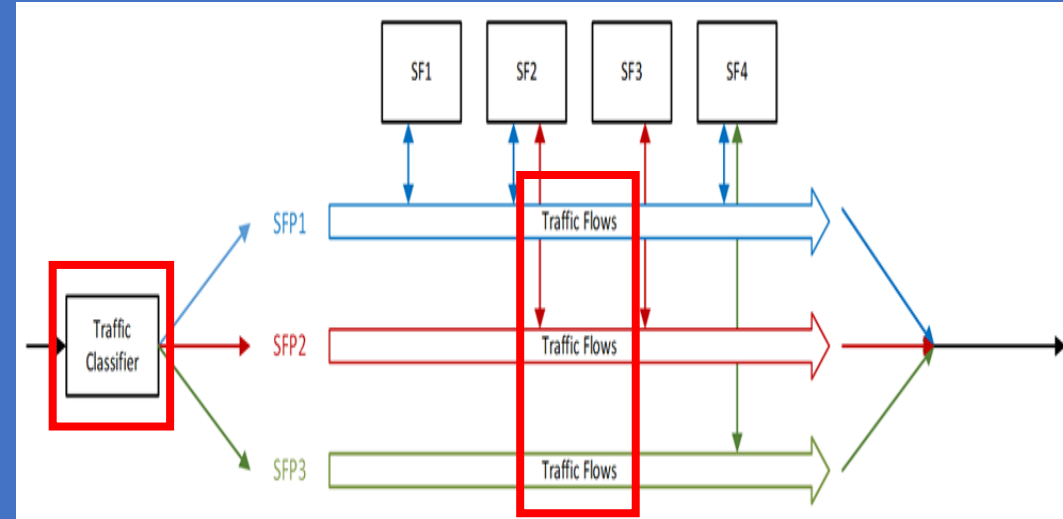 SF1
SF2
SF3
SF4
SFP1
Traffic Flows
Traffic
Classifier
SFP2
Traffic Flows
SFP3
Traffic Flows